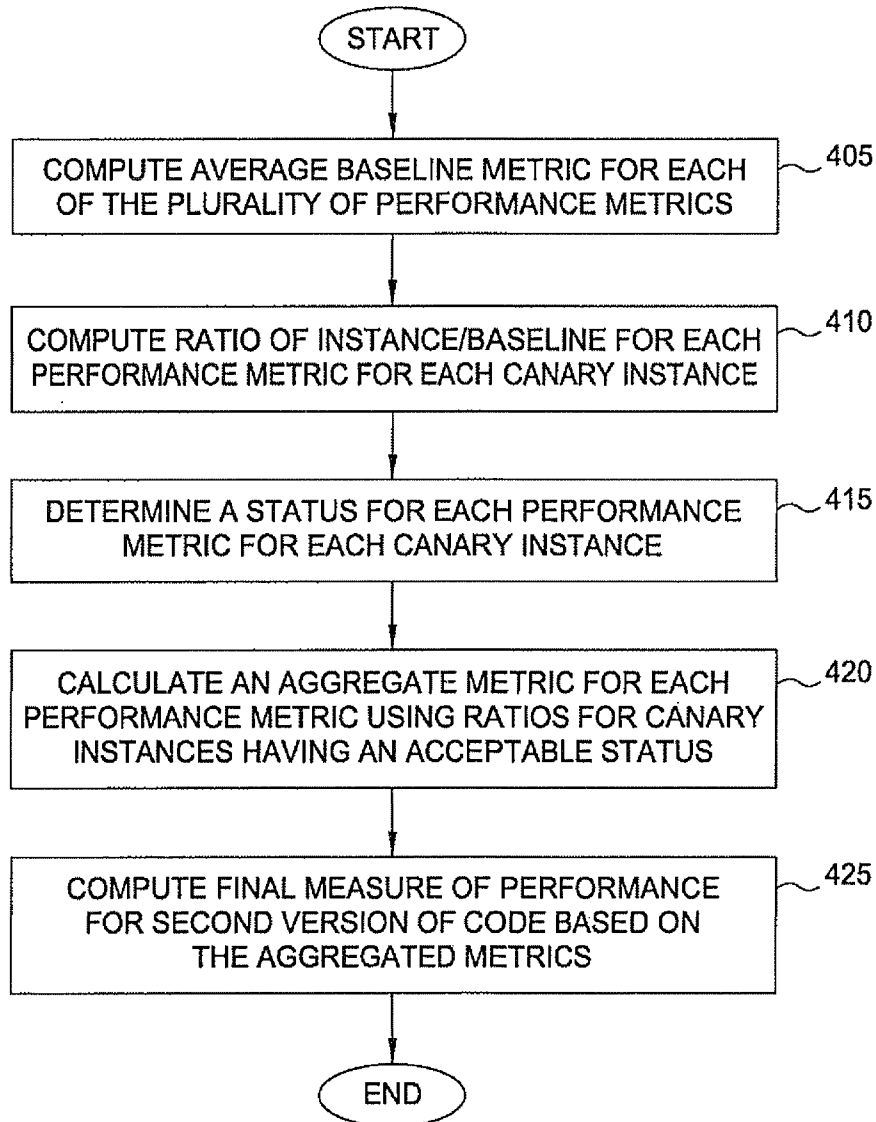 START
COMPUTE AVERAGE BASELINE METRIC FOR EACH
OF THE PLURALITY OF PERFORMANCE METRICS
405
COMPUTE RATIO OF INSTANCE/BASELINE FOR EACH
PERFORMANCE METRIC FOR EACH CANARY INSTANCE
410
DETERMINE A STATUS FOR EACH PERFORMANCE
METRIC FOR EACH CANARY INSTANCE
415
CALCULATE AN AGGREGATE METRIC FOR EACH
PERFORMANCE METRIC USING RATIOS FOR CANARY
INSTANCES HAVING AN ACCEPTABLE STATUS
420
COMPUTE FINAL MEASURE OF PERFORMANCE
FOR SECOND VERSION OF CODE BASED ON
THE AGGREGATED METRICS
425
END